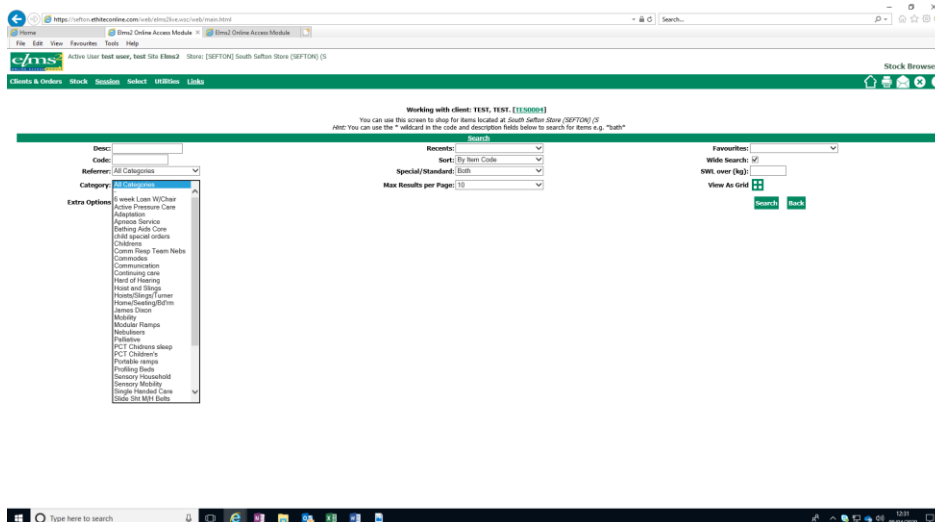 https://sefton.ethiteconline.com/web/elms2live.wsc/web/main.html
Search...
Home
Elms2 Online Access Module
Elms2 Online Access Module
File Edit View Favourites Tools Help
e/ms2
Active User test user, test Site Elms2 Store: [SEFTON] South Sefton Store (SEFTON) (S
Stock Browse
Clients & Orders Stock Session Select Utilities Links
Working with client: TEST, TEST. [TES0004]
You can use this screen to shop for items located at South Sefton Store (SEFTON) (S
Hint: You can use the * wildcard in the code and description fields below to search for items e.g. *bath*
Search
Desc: Recents: Favourites:
Code: Sort: By Item Code Wide Search:
Referrer: All Categories Special/Standard: Both SWL over (kg):
Category: All Categories Max Results per Page: 10 View As Grid
-
Extra Options Search Back
6 week Loan W/Chair
Active Pressure Care
Adaptation
Apnoea Service
Bathing Aids Core
child special orders
Childrens
Comm Resp Team Nebs
Commodes
Communication
Continuing care
Hard of Hearing
Hoist and Slings
Hoists/Slings/Turner
Home/Seating/Bd'rm
James Dixon
Mobility
Modular Ramps
Nebulisers
Palliative
PCT Chidrens sleep
PCT Children's
Portable ramps
Profiling Beds
Sensory Household
Sensory Mobility
Single Handed Care
Slide Sht M/H Belts
Type here to search
12:31